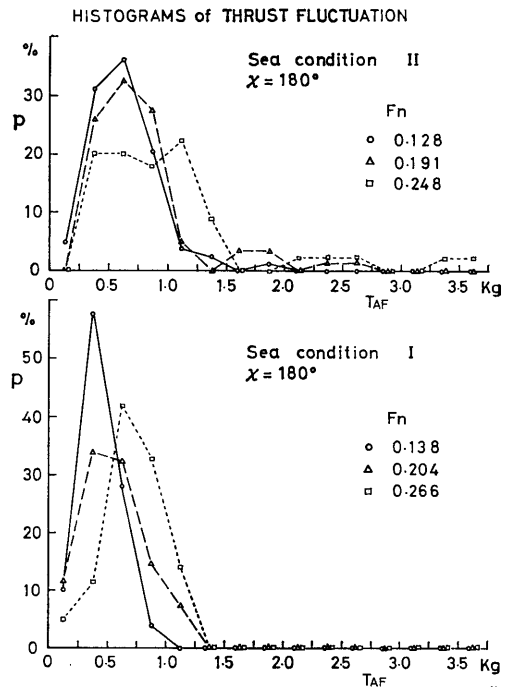 HISTOGRAMS of THRUST FLUCTUATION
%
Sea condition II
χ = 180°
30
p
Fn
20
0·128
0·191
10
0·248
0
0 0·5 1·0 1·5 2·0 2·5 3·0 3·5 Kg
TAF
%
Sea condition I
50
χ = 180°
p
40
Fn
0·138
30
0·204
0·266
20
10
0
0 0·5 1·0 1·5 2·0 2·5 3·0 3·5 Kg
TAF